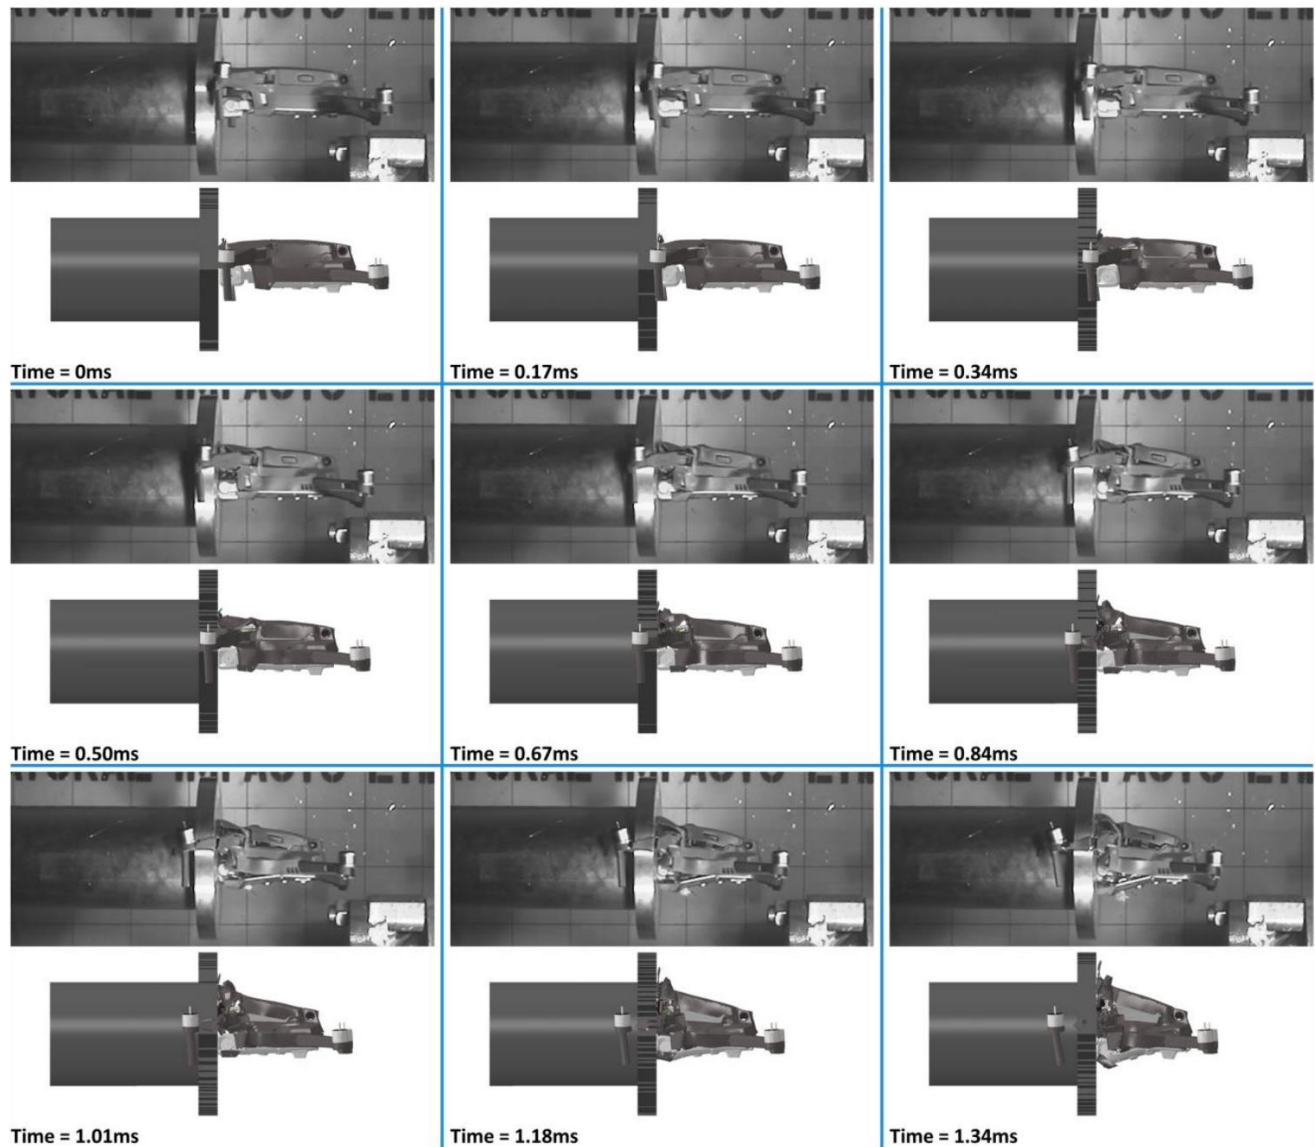 Time = 0ms
Time = 0.17ms
Time = 0.34ms
Time = 0.50ms
Time = 0.67ms
Time = 0.84ms
Time = 1.01ms
Time = 1.18ms
Time = 1.34ms